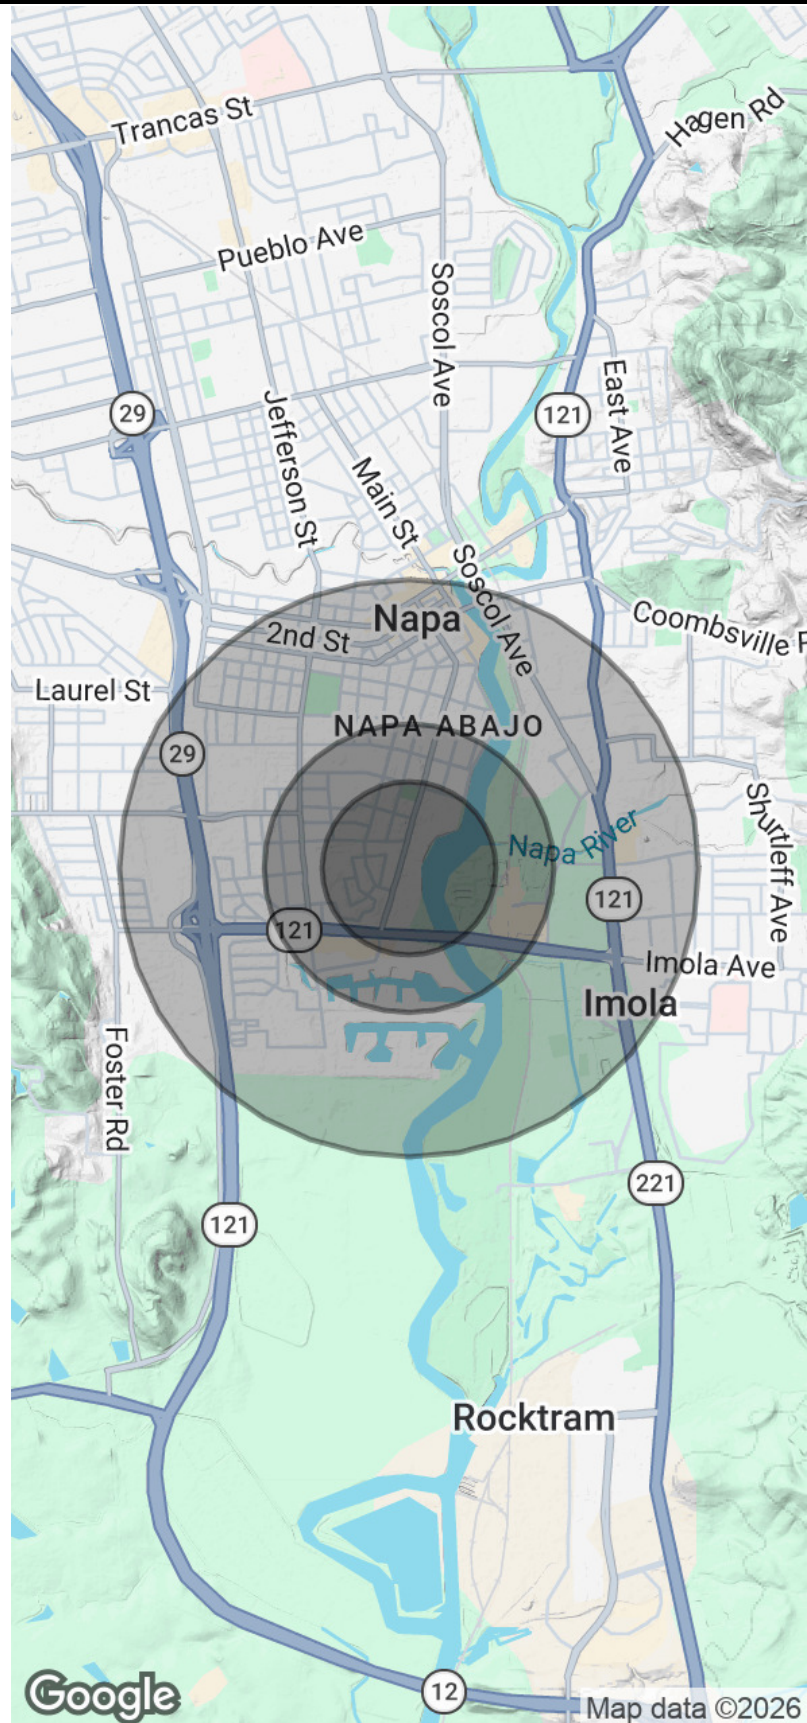 Trancas St
Hagen Rd
Pueblo Ave
Soscol Ave
29
121
East Ave
Jefferson St
Main St
Soscol Ave
Napa
2nd St
Coombsville
Laurel St
NAPA ABAJO
29
Shurtleff Ave
Napa River
121
121
Imola Ave
Imola
Foster Rd
221
121
Rocktram
12
Google
Map data ©2026